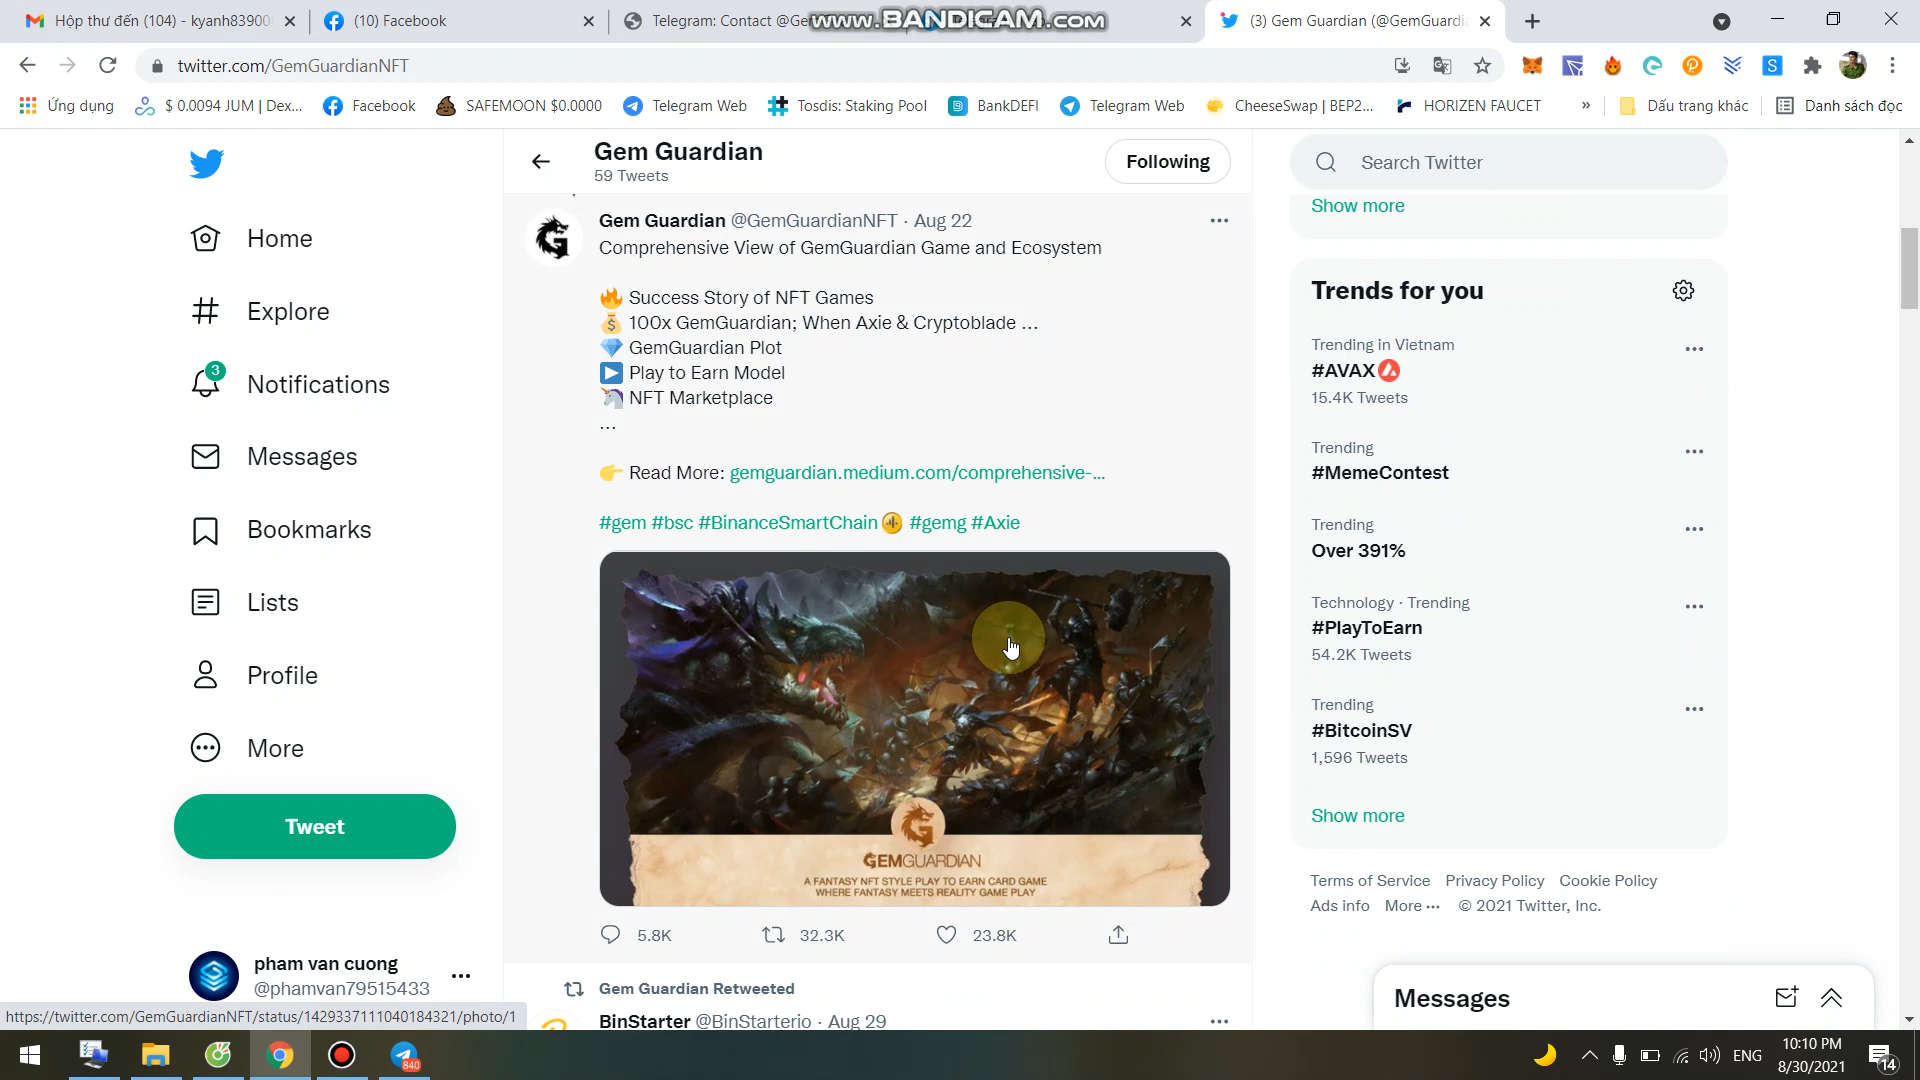 Hộp thư đến (104) - kyanh83900
(10) Facebook
Telegram: Contact @Ge
www.BANDICAM.com
(3) Gem Guardian (@GemGuardi
twitter.com/GemGuardianNFT
Ứng dụng
$ 0.0094 JUM | Dex...
Facebook
SAFEMOON $0.0000
Telegram Web
Tosdis: Staking Pool
BankDEFI
Telegram Web
CheeseSwap | BEP2...
HORIZEN FAUCET
»
Dấu trang khác
Danh sách đọc
Gem Guardian
59 Tweets
Following
Search Twitter
Home
Explore
3
Notifications
Messages
Bookmarks
Lists
Profile
More
Tweet
pham van cuong
@phamvan79515433
Gem Guardian @GemGuardianNFT · Aug 22
Comprehensive View of GemGuardian Game and Ecosystem
🔥 Success Story of NFT Games
💰 100x GemGuardian; When Axie & Cryptoblade ...
💎 GemGuardian Plot
▶️ Play to Earn Model
🦄 NFT Marketplace
...
👉 Read More: gemguardian.medium.com/comprehensive-...
#gem #bsc #BinanceSmartChain #gemg #Axie
GEMGUARDIAN
A FANTASY NFT STYLE PLAY TO EARN CARD GAME
WHERE FANTASY MEETS REALITY GAME PLAY
5.8K
32.3K
23.8K
Gem Guardian Retweeted
BinStarter @BinStarterio · Aug 29
Show more
Trends for you
Trending in Vietnam
#AVAX
15.4K Tweets
Trending
#MemeContest
Trending
Over 391%
Technology · Trending
#PlayToEarn
54.2K Tweets
Trending
#BitcoinSV
1,596 Tweets
Show more
Terms of Service Privacy Policy Cookie Policy
Ads info More ··· © 2021 Twitter, Inc.
Messages
https://twitter.com/GemGuardianNFT/status/1429337111040184321/photo/1
840
ENG
10:10 PM
8/30/2021
14